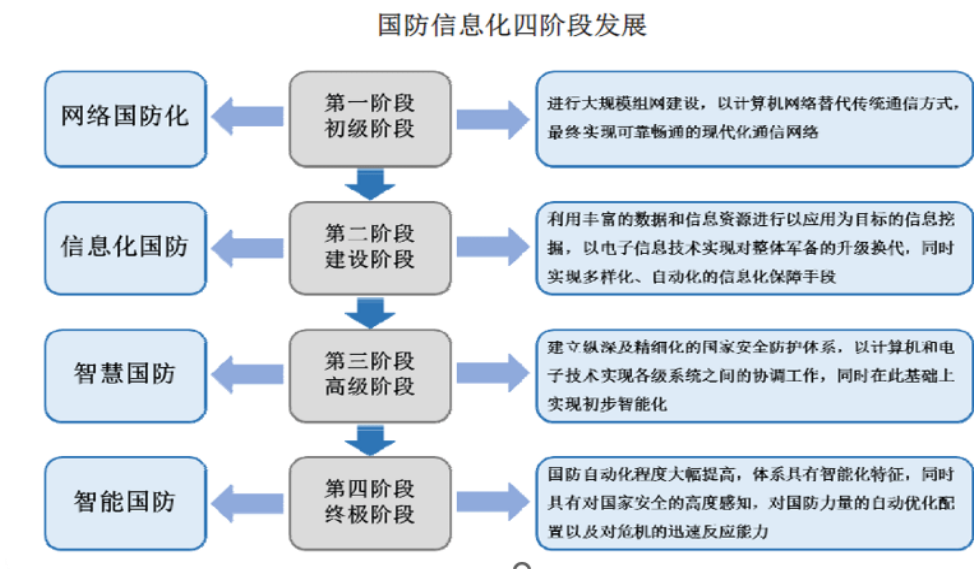 国防信息化四阶段发展
网络国防化
第一阶段
初级阶段
进行大规模组网建设，以计算机网络替代传统通信方式，
最终实现可靠畅通的现代化通信网络
信息化国防
第二阶段
建设阶段
利用丰富的数据和信息资源进行以应用为目标的信息挖
掘，以电子信息技术实现对整体军备的升级换代，同时
实现多样化、自动化的信息化保障手段
智慧国防
第三阶段
高级阶段
建立纵深及精细化的国家安全防护体系，以计算机和电
子技术实现各级系统之间的协调工作，同时在此基础上
实现初步智能化
智能国防
第四阶段
终极阶段
国防自动化程度大幅提高，体系具有智能化特征，同时
具有对国家安全的高度感知，对国防力量的自动优化配
置以及对危机的迅速反应能力